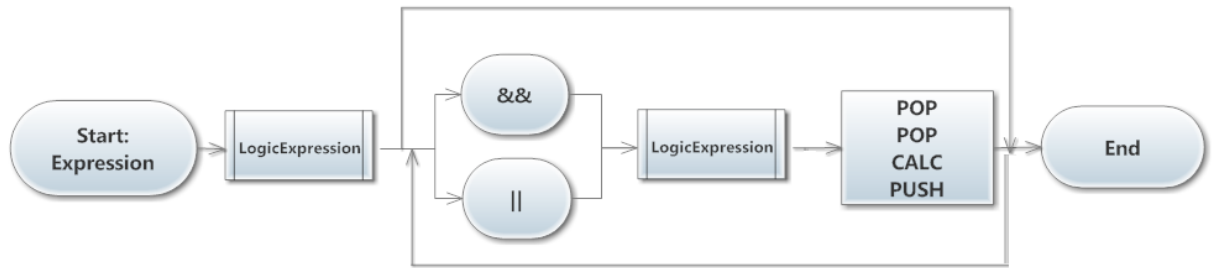 Start:
Expression
LogicExpression
&&
||
LogicExpression
POP
POP
CALC
PUSH
End